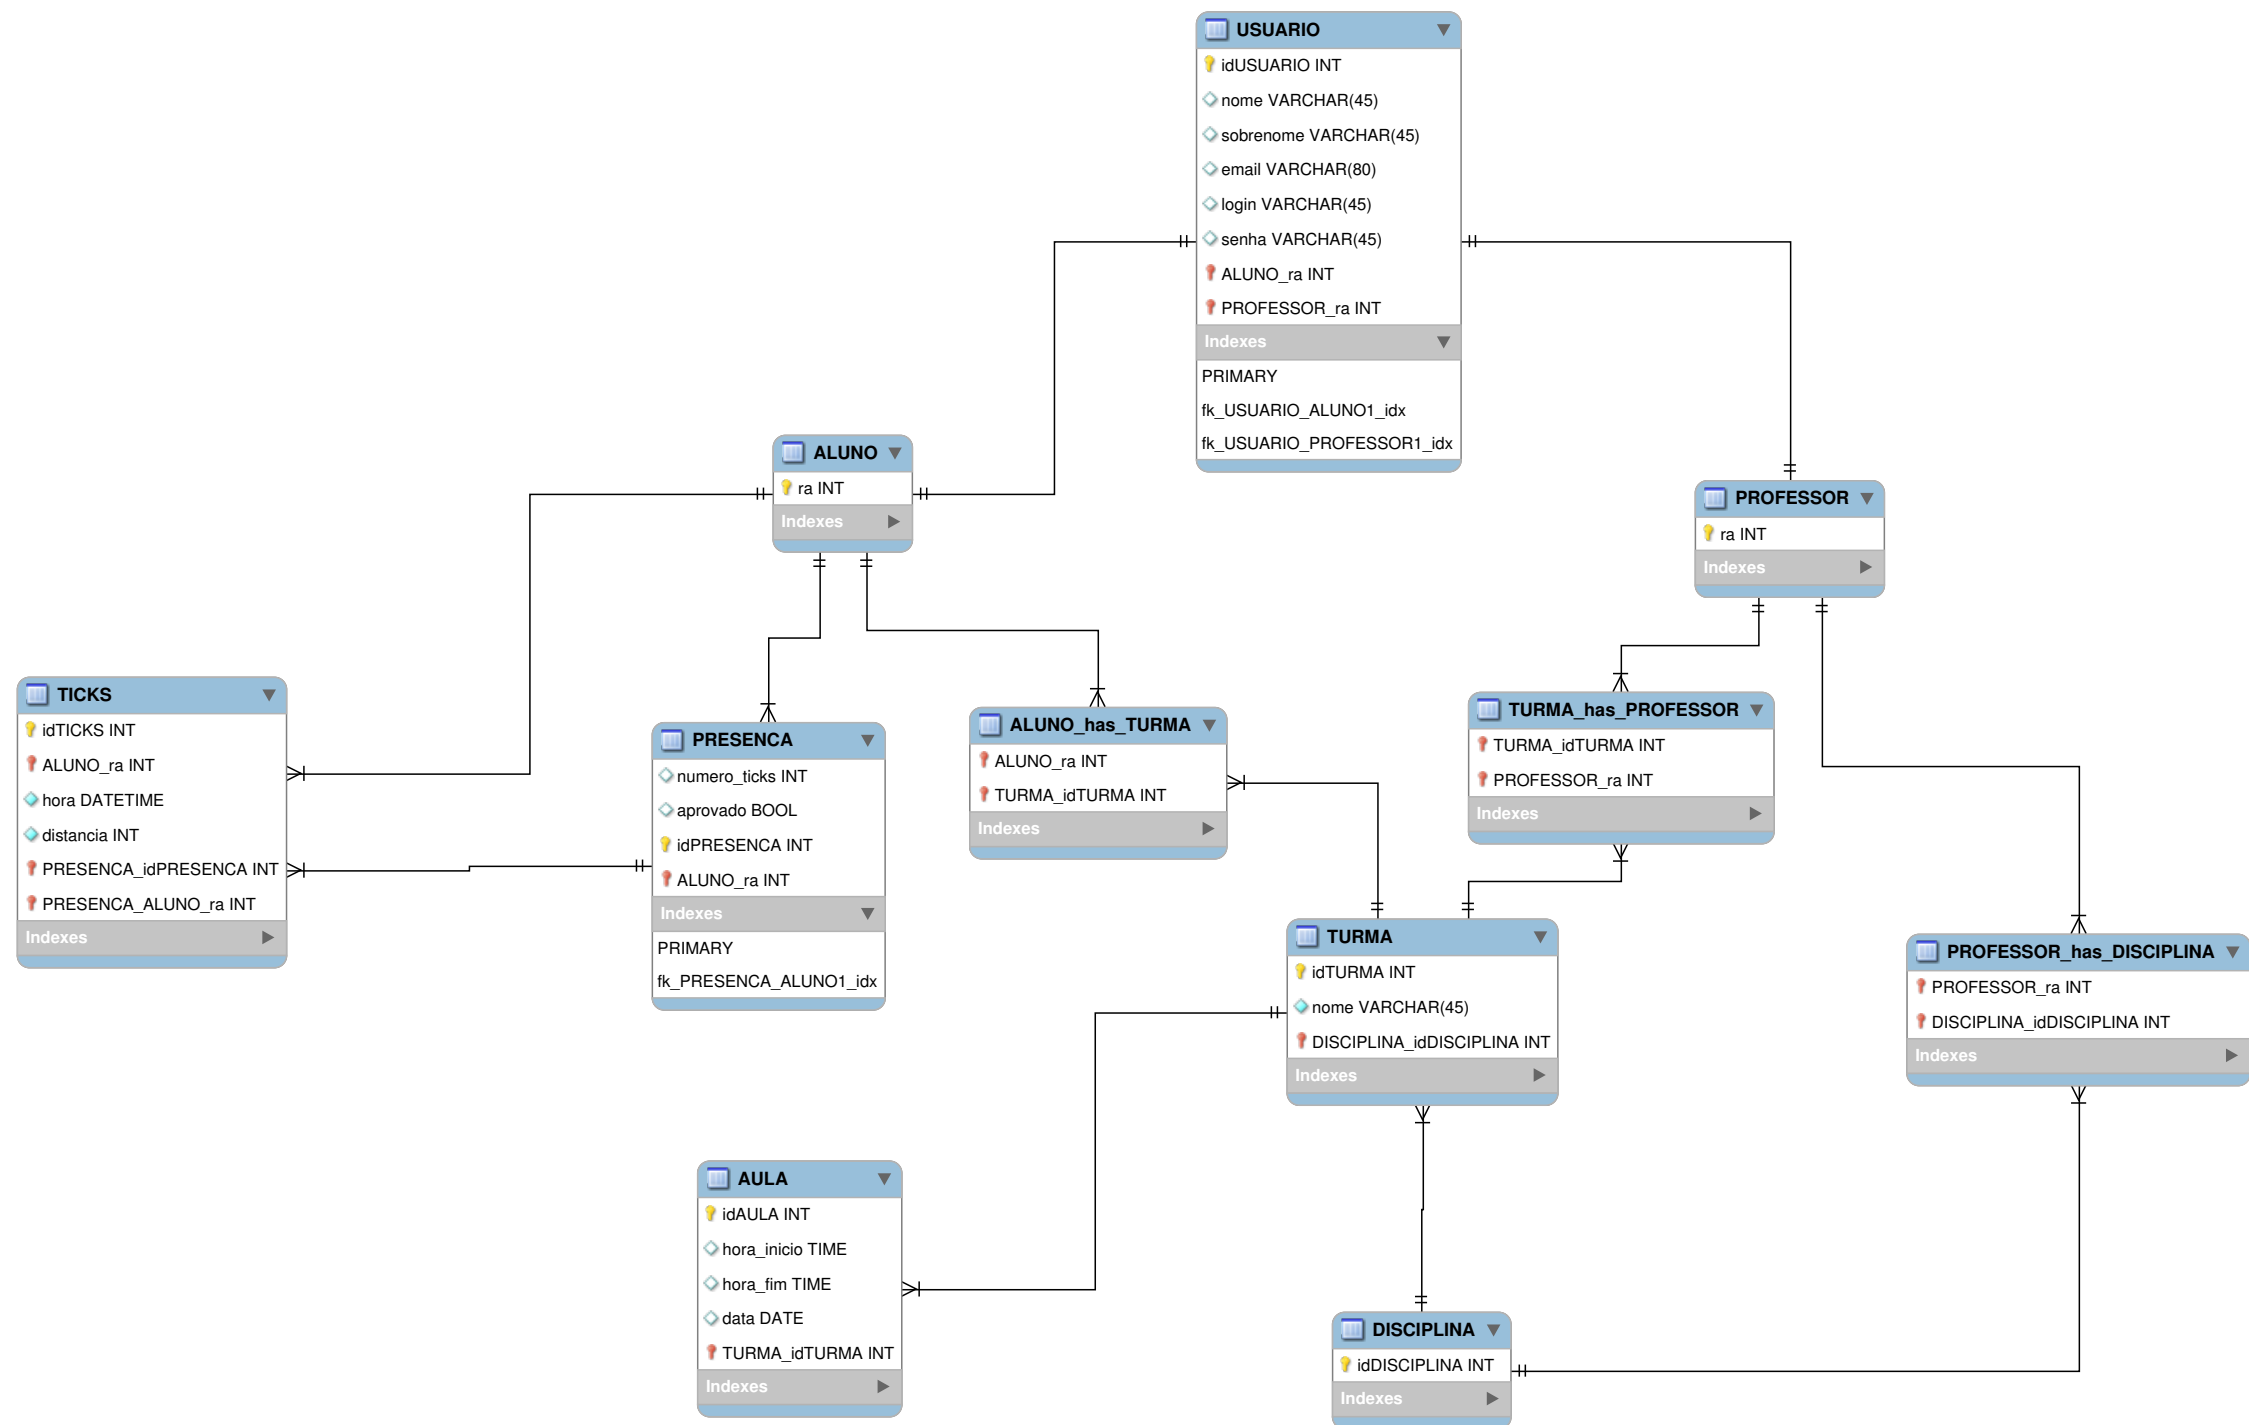 USUARIO
idUSUARIO INT
nome VARCHAR(45)
sobrenome VARCHAR(45)
email VARCHAR(80)
login VARCHAR(45)
senha VARCHAR(45)
ALUNO_ra INT
PROFESSOR_ra INT
Indexes
PRIMARY
fk_USUARIO_ALUNO1_idx
fk_USUARIO_PROFESSOR1_idx
ALUNO
ra INT
Indexes
PROFESSOR
ra INT
Indexes
TICKS
idTICKS INT
ALUNO_ra INT
hora DATETIME
distancia INT
PRESENCA_idPRESENCA INT
PRESENCA_ALUNO_ra INT
Indexes
PRESENCA
numero_ticks INT
aprovado BOOL
idPRESENCA INT
ALUNO_ra INT
Indexes
PRIMARY
fk_PRESENCA_ALUNO1_idx
ALUNO_has_TURMA
ALUNO_ra INT
TURMA_idTURMA INT
Indexes
TURMA_has_PROFESSOR
TURMA_idTURMA INT
PROFESSOR_ra INT
Indexes
TURMA
idTURMA INT
nome VARCHAR(45)
DISCIPLINA_idDISCIPLINA INT
Indexes
PROFESSOR_has_DISCIPLINA
PROFESSOR_ra INT
DISCIPLINA_idDISCIPLINA INT
Indexes
AULA
idAULA INT
hora_inicio TIME
hora_fim TIME
data DATE
TURMA_idTURMA INT
Indexes
DISCIPLINA
idDISCIPLINA INT
Indexes